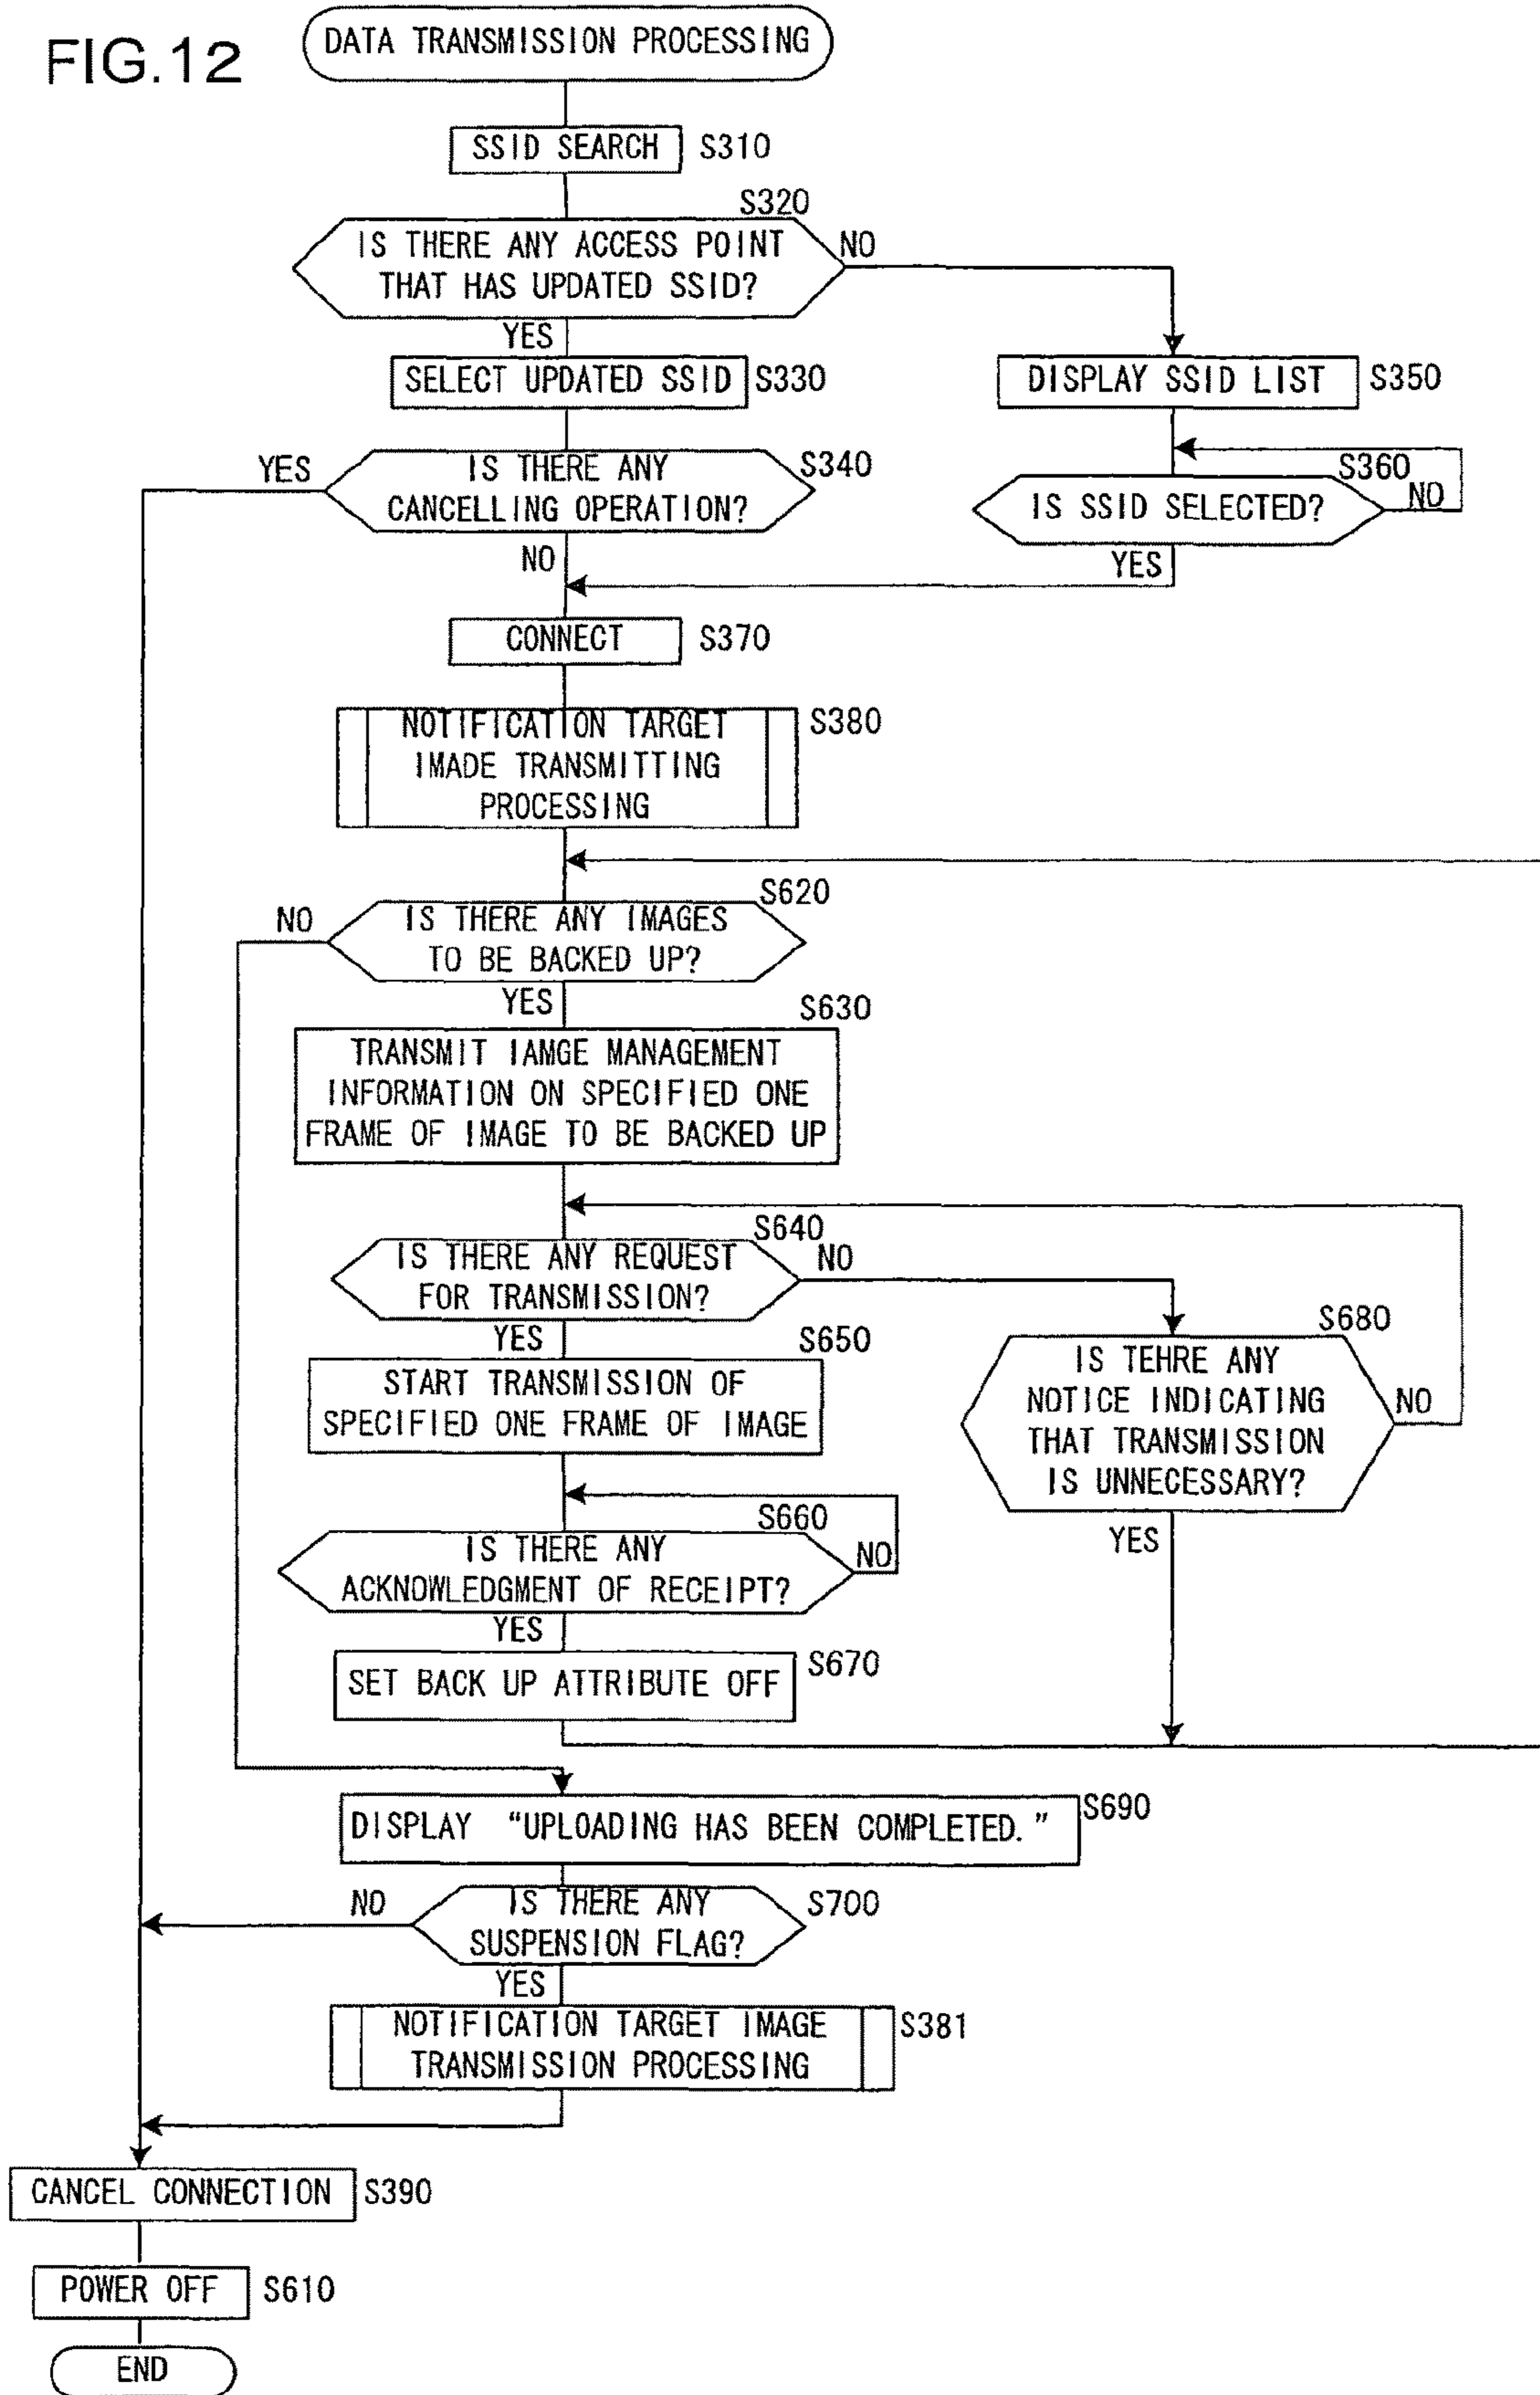 FIG.12
DATA TRANSMISSION PROCESSING
SSID SEARCH S310
S320
IS THERE ANY ACCESS POINT
THAT HAS UPDATED SSID?
NO
YES
SELECT UPDATED SSID S330
DISPLAY SSID LIST S350
YES
IS THERE ANY
CANCELLING OPERATION?
S340
S360
IS SSID SELECTED?
NO
NO
YES
CONNECT S370
NOTIFICATION TARGET
IMADE TRANSMITTING
PROCESSING
S380
S620
NO
IS THERE ANY IMAGES
TO BE BACKED UP?
YES
S630
TRANSMIT IAMGE MANAGEMENT
INFORMATION ON SPECIFIED ONE
FRAME OF IMAGE TO BE BACKED UP
S640
IS THERE ANY REQUEST
FOR TRANSMISSION?
NO
YES
S650
START TRANSMISSION OF
SPECIFIED ONE FRAME OF IMAGE
S680
IS TEHRE ANY
NOTICE INDICATING
THAT TRANSMISSION
IS UNNECESSARY?
NO
YES
S660
IS THERE ANY
ACKNOWLEDGMENT OF RECEIPT?
NO
YES
SET BACK UP ATTRIBUTE OFF
S670
DISPLAY "UPLOADING HAS BEEN COMPLETED."
S690
NO
IS THERE ANY
SUSPENSION FLAG?
S700
YES
NOTIFICATION TARGET IMAGE
TRANSMISSION PROCESSING
S381
CANCEL CONNECTION S390
POWER OFF S610
END